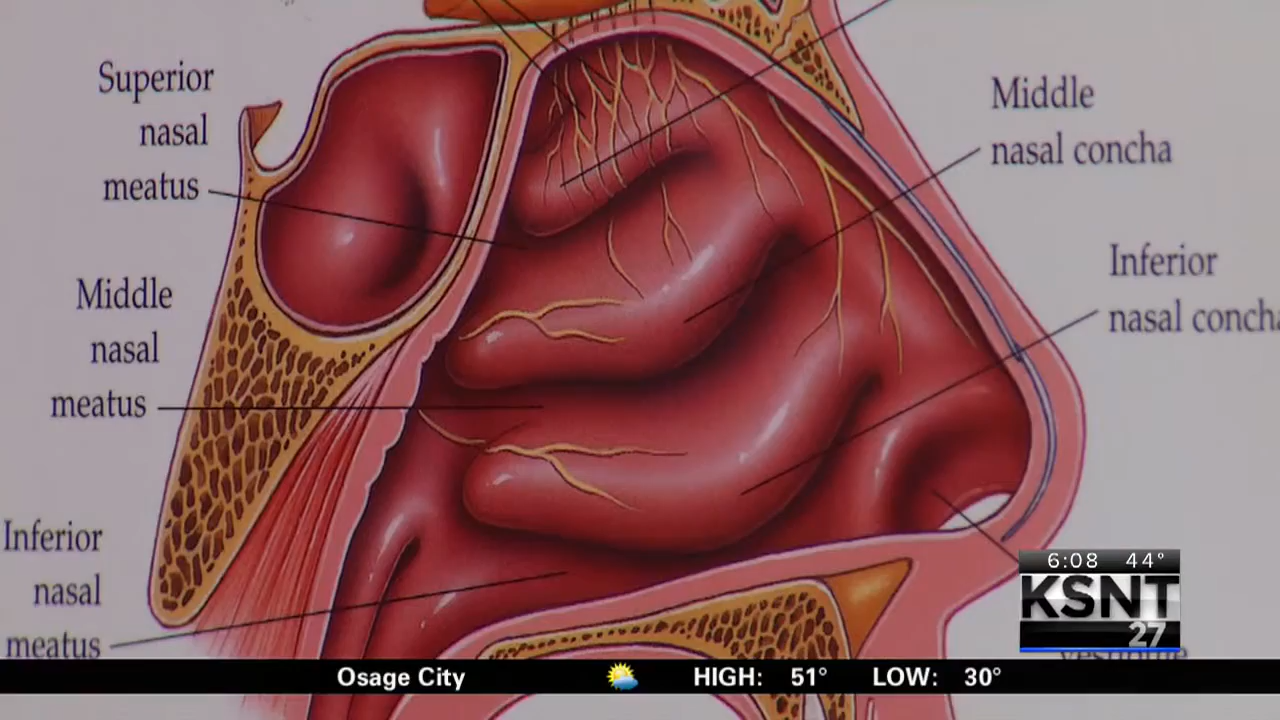 Superior
nasal
meatus
Middle
nasal
meatus
Inferior
nasal
meatus
Middle
nasal concha
Inferior
nasal concha
6:08 44°
KSNT
27
vestibule
Osage City HIGH: 51° LOW: 30°